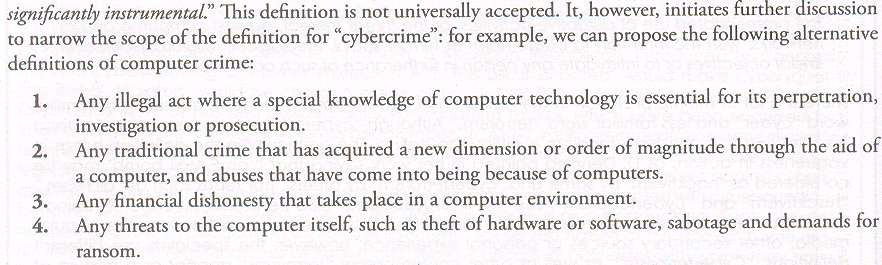 significantly instrumental.” This definition is not universally accepted. It, however, initiates further discussion
to narrow the scope of the definition for “cybercrime”: for example, we can propose the following alternative
definitions of computer crime:
1. Any illegal act where a special knowledge of computer technology is essential for its perpetration,
investigation or prosecution.
2. Any traditional crime that has acquired a new dimension or order of magnitude through the aid of
a computer, and abuses that have come into being because of computers.
3. Any financial dishonesty that takes place in a computer environment.
4. Any threats to the computer itself, such as theft of hardware or software, sabotage and demands for
ransom.